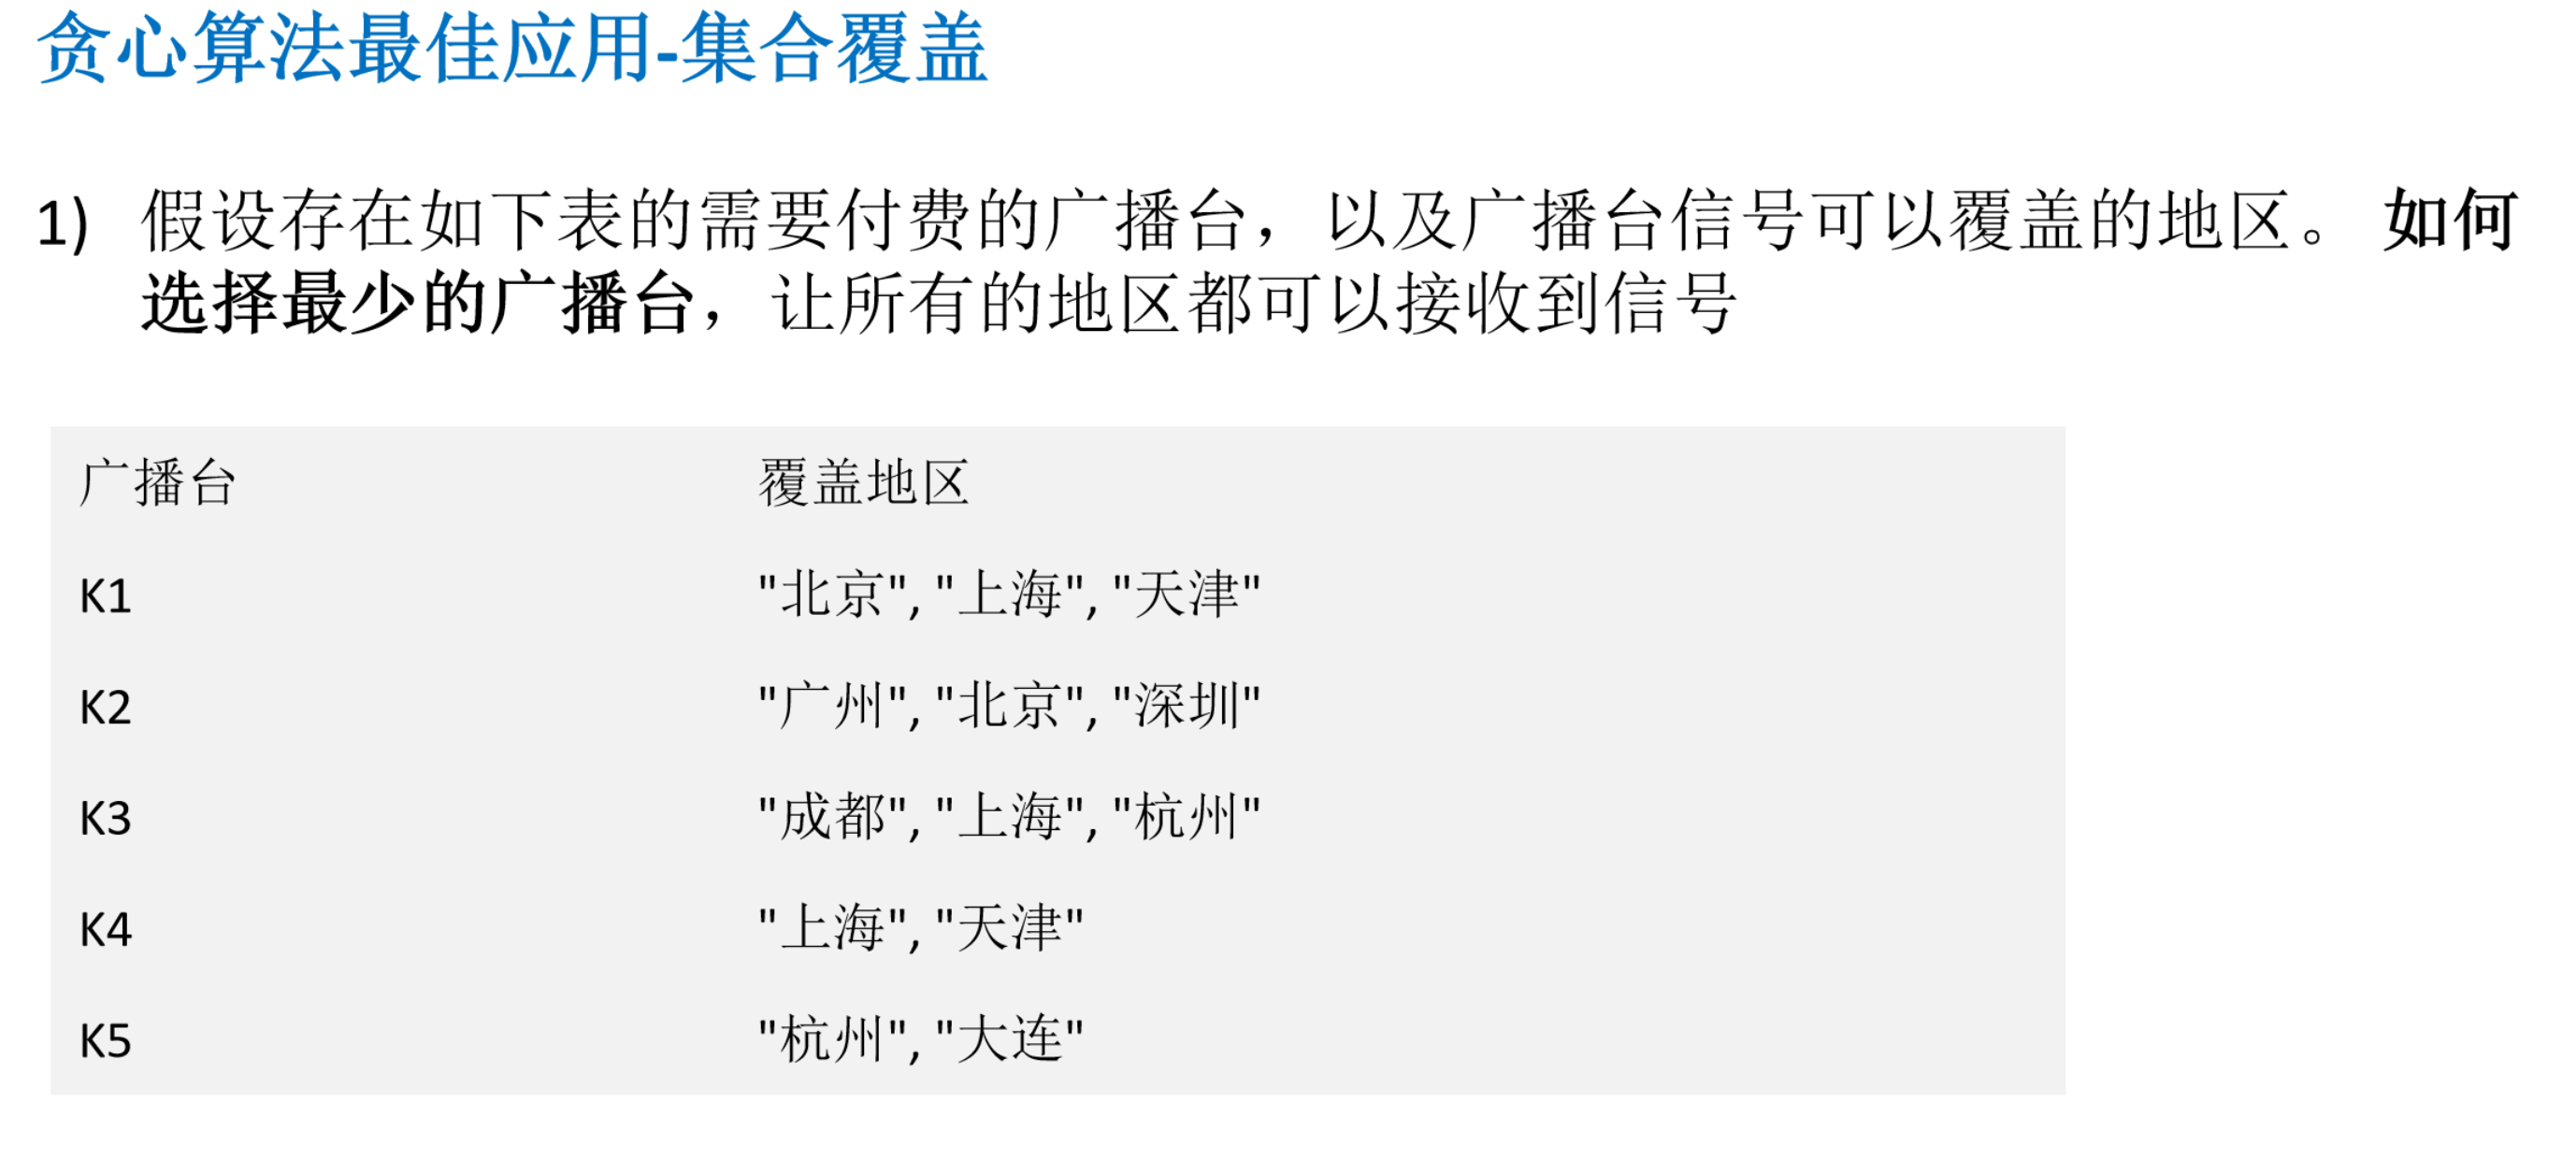 贪心算法最佳应用-集合覆盖
1) 假设存在如下表的需要付费的广播台，以及广播台信号可以覆盖的地区。 如何
选择最少的广播台，让所有的地区都可以接收到信号
广播台 覆盖地区
K1 "北京", "上海", "天津"
K2 "广州", "北京", "深圳"
K3 "成都", "上海", "杭州"
K4 "上海", "天津"
K5 "杭州", "大连"